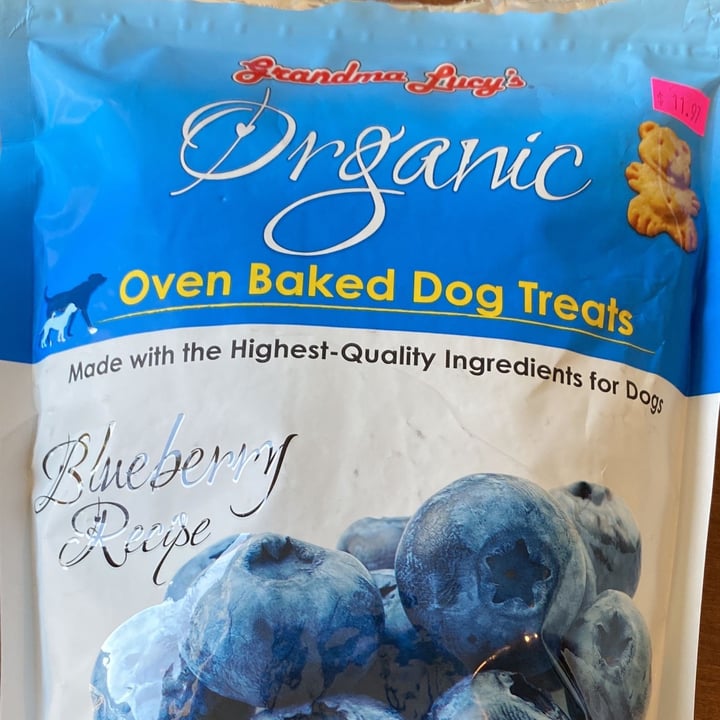 Grandma Lucy's
$ 11.97
Organic
Oven Baked Dog Treats
Made with the Highest-Quality Ingredients for Dogs
Blueberry
Recipe